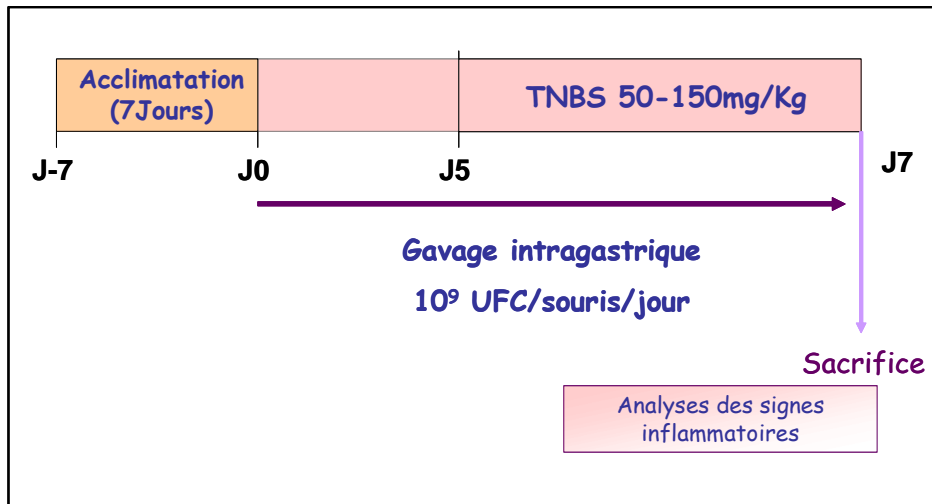 Acclimatation
(7Jours)
TNBS 50-150mg/Kg
J-7
J0
J5
J7
Gavage intragastrique
10⁹ UFC/souris/jour
Sacrifice
Analyses des signes
inflammatoires